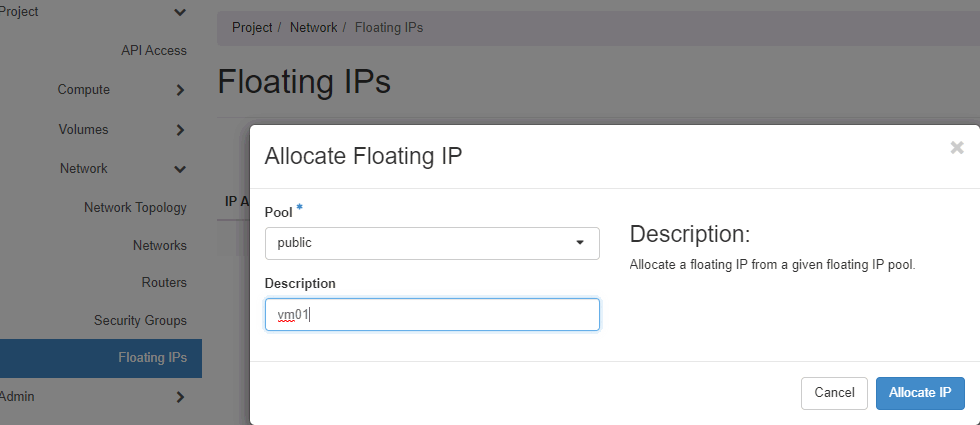 Project
API Access
Compute
Volumes
Network
Network Topology
Networks
Routers
Security Groups
Floating IPs
Admin
Project / Network / Floating IPs
Floating IPs
IP A
Allocate Floating IP
×
Pool *
public
Description
vm01
Description:
Allocate a floating IP from a given floating IP pool.
Cancel
Allocate IP